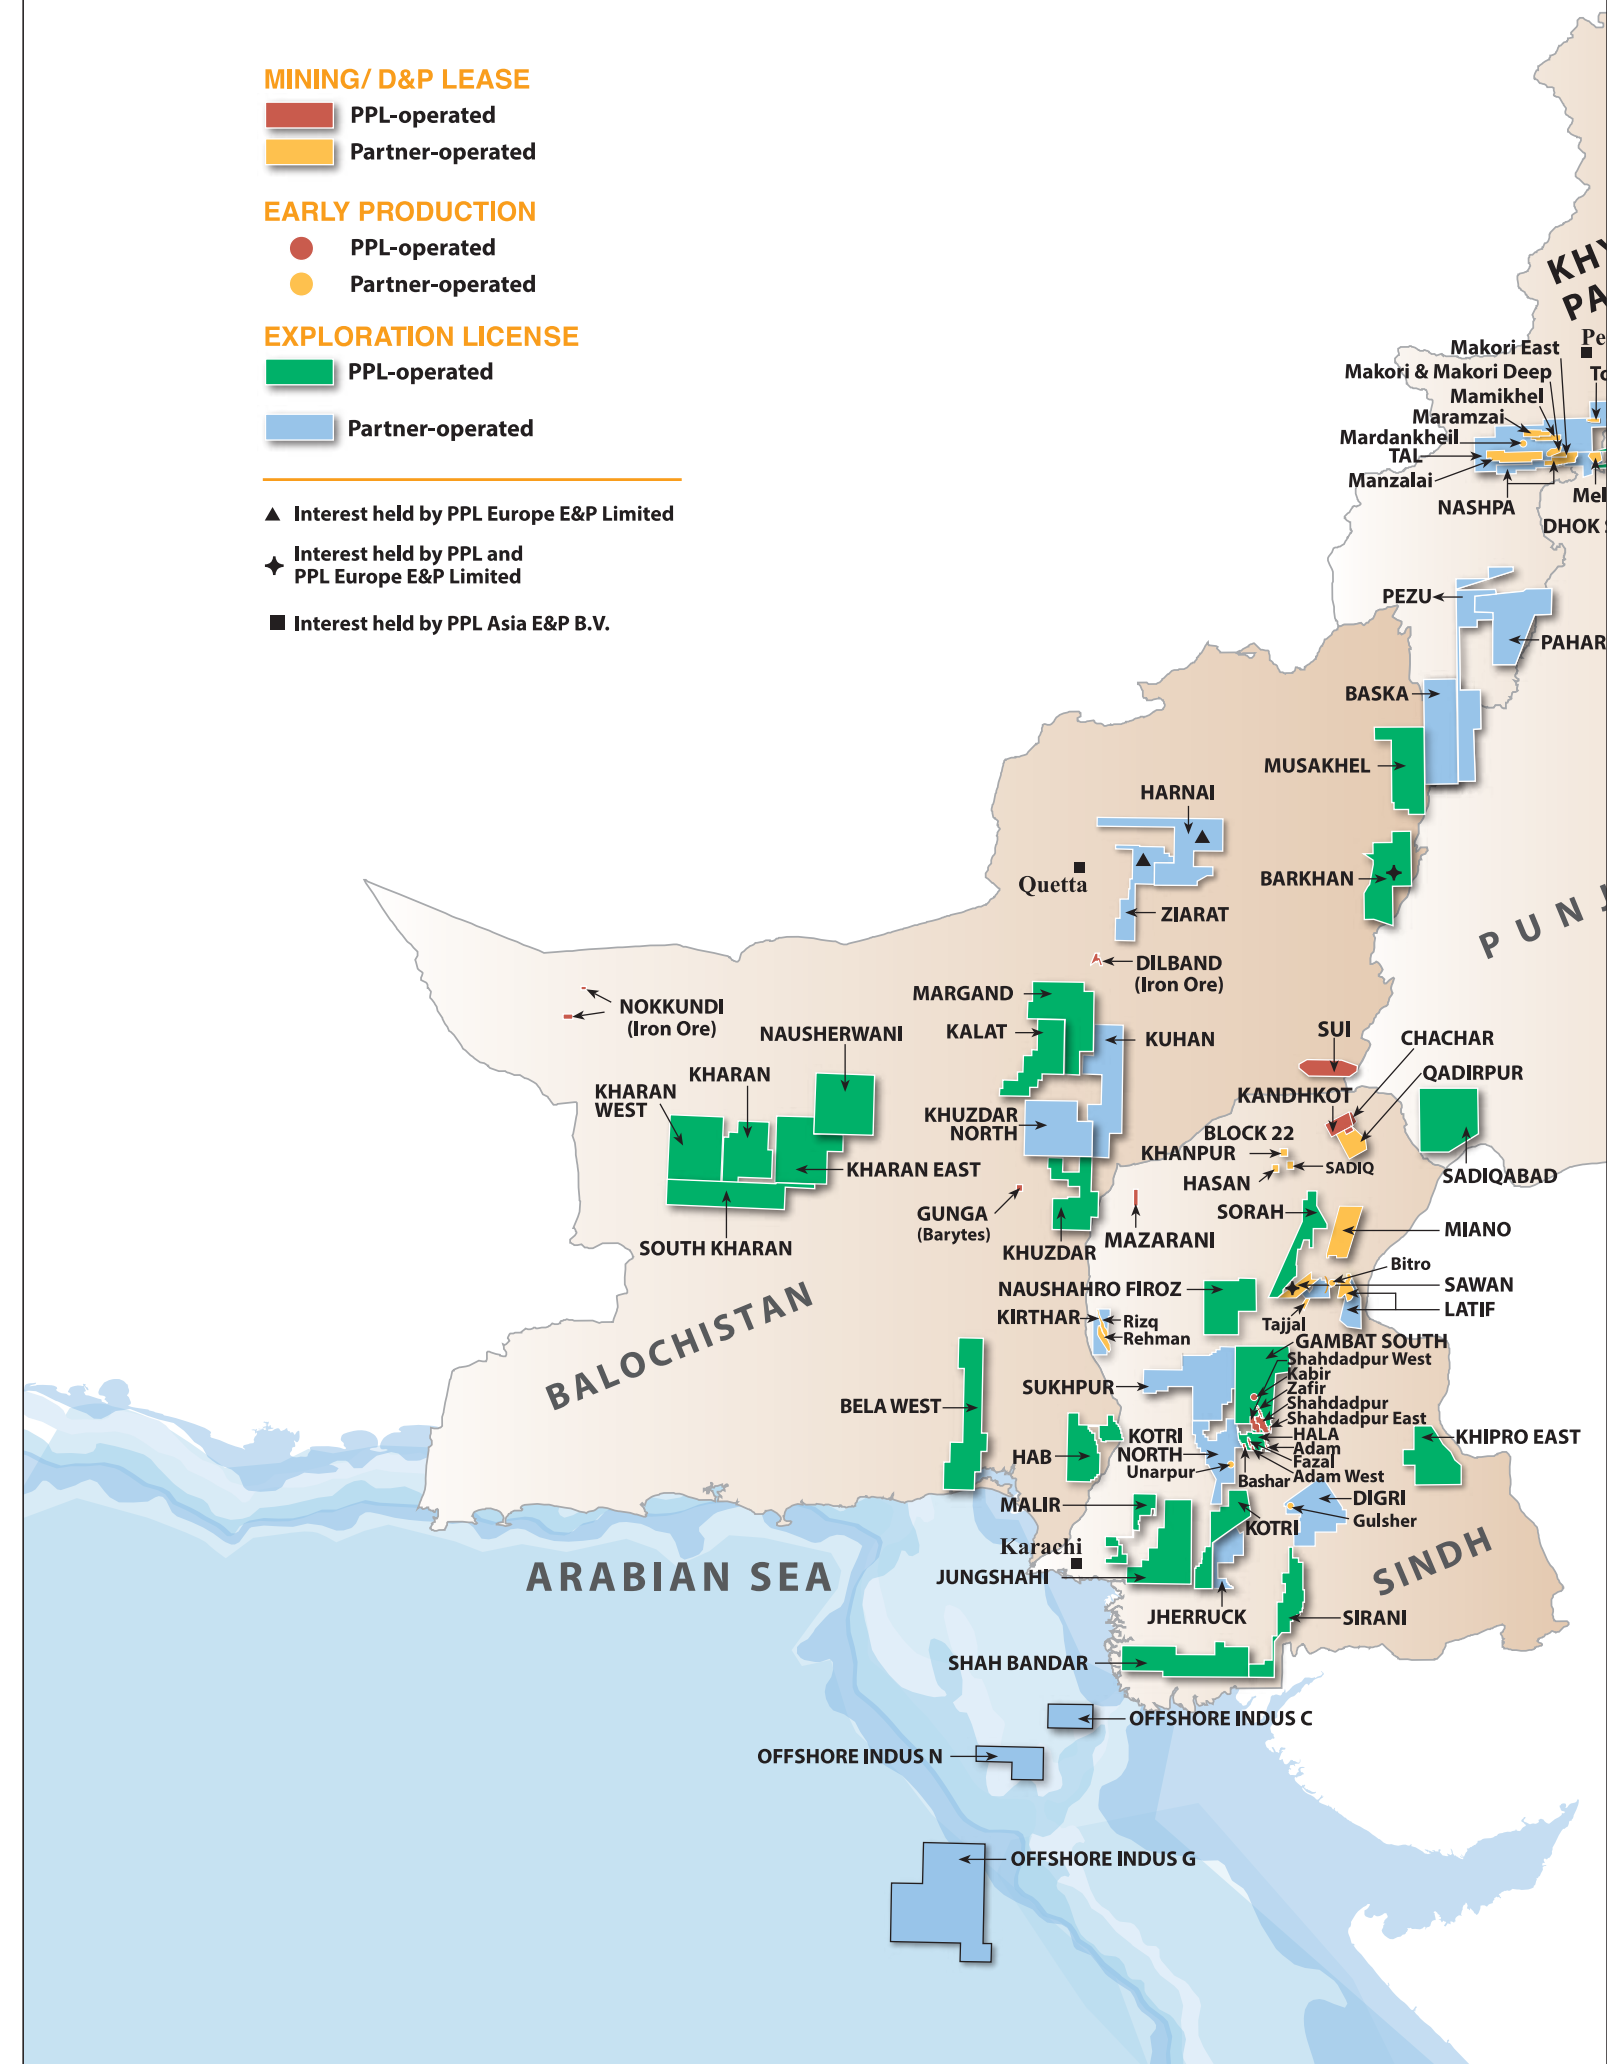 MINING/ D&P LEASE
PPL-operated
Partner-operated
EARLY PRODUCTION
PPL-operated
Partner-operated
EXPLORATION LICENSE
PPL-operated
Partner-operated
Interest held by PPL Europe E&P Limited
Interest held by PPL and
PPL Europe E&P Limited
Interest held by PPL Asia E&P B.V.
KHY
PA
Pe
Makori East
Makori & Makori Deep
To
Mamikhel
Maramzai
Mardankheil
TAL
Manzalai
NASHPA
Mel
DHOK
PEZU
PAHAR
BASKA
MUSAKHEL
HARNAI
Quetta
BARKHAN
ZIARAT
PUNJ
DILBAND
(Iron Ore)
MARGAND
NOKKUNDI
(Iron Ore)
NAUSHERWANI
KALAT
KUHAN
SUI
CHACHAR
QADIRPUR
KHARAN
KHARAN
WEST
KANDHKOT
KHUZDAR
NORTH
BLOCK 22
KHANPUR
SADIQ
HASAN
SADIQABAD
KHARAN EAST
GUNGA
(Barytes)
SORAH
MIANO
MAZARANI
SOUTH KHARAN
KHUZDAR
Bitro
NAUSHAHRO FIROZ
SAWAN
LATIF
KIRTHAR
Rizq
Rehman
Tajjal
BALOCHISTAN
GAMBAT SOUTH
Shahdadpur West
Kabir
Zafir
Shahdadpur
Shahdadpur East
SUKHPUR
BELA WEST
HALA
Adam
Fazal
Adam West
KHIPRO EAST
KOTRI
NORTH
HAB
Unarpur
Bashar
MALIR
DIGRI
Gulsher
KOTRI
Karachi
SINDH
ARABIAN SEA
JUNGSHAHI
JHERRUCK
SIRANI
SHAH BANDAR
OFFSHORE INDUS C
OFFSHORE INDUS N
OFFSHORE INDUS G